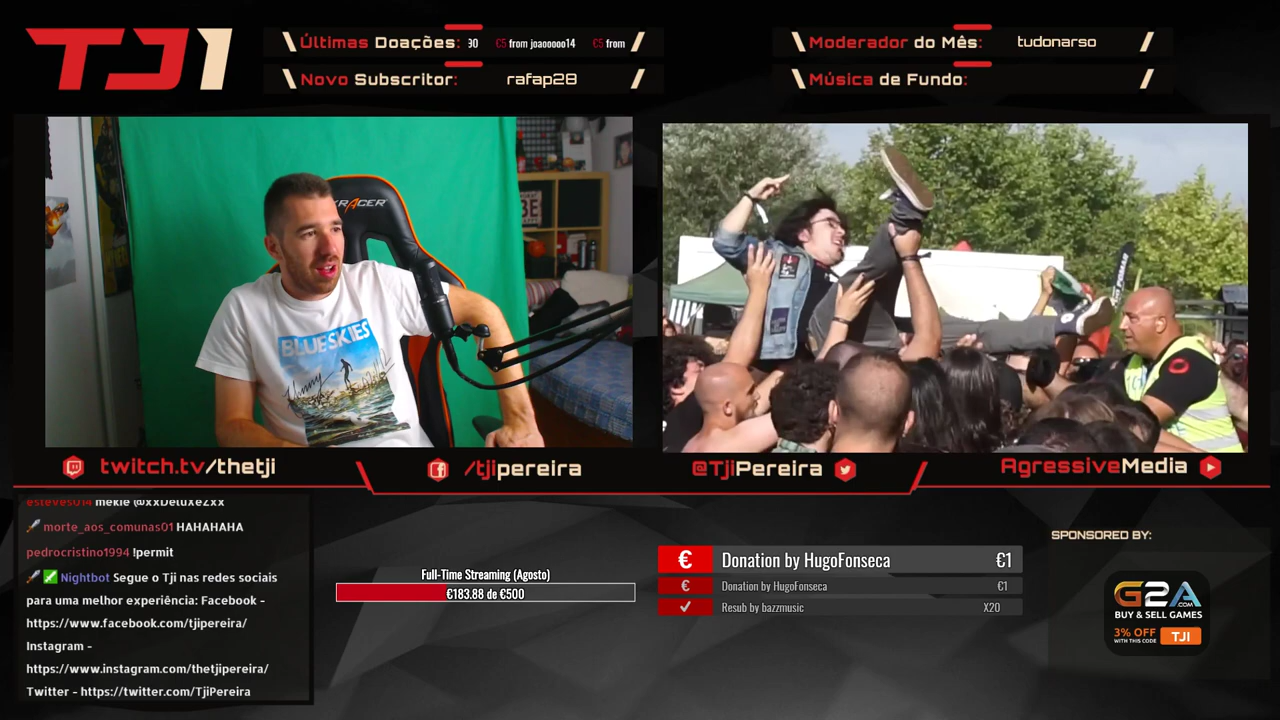 TJ1
Últimas Doações: 30 €5 from joaooooo14 €5 from
Novo Subscritor: rafap28
Moderador do Mês: tudonarso
Música de Fundo:
RACER
BLUE SKIES
twitch.tv/thetji
/tjipereira
@TjiPereira
AgressiveMedia
esteves014 mekie @xxDeluxeZxx
morte_aos_comunas01 HAHAHAHA
pedrocristino1994 !permit
Nightbot Segue o Tji nas redes sociais
para uma melhor experiência: Facebook -
https://www.facebook.com/tjipereira/
Instagram -
https://www.instagram.com/thetjipereira/
Twitter - https://twitter.com/TjiPereira
Full-Time Streaming (Agosto)
€183.88 de €500
€ Donation by HugoFonseca €1
€ Donation by HugoFonseca €1
Resub by bazzmusic X20
SPONSORED BY:
G2A
.COM
BUY & SELL GAMES
3% OFF
WITH THIS CODE
TJI